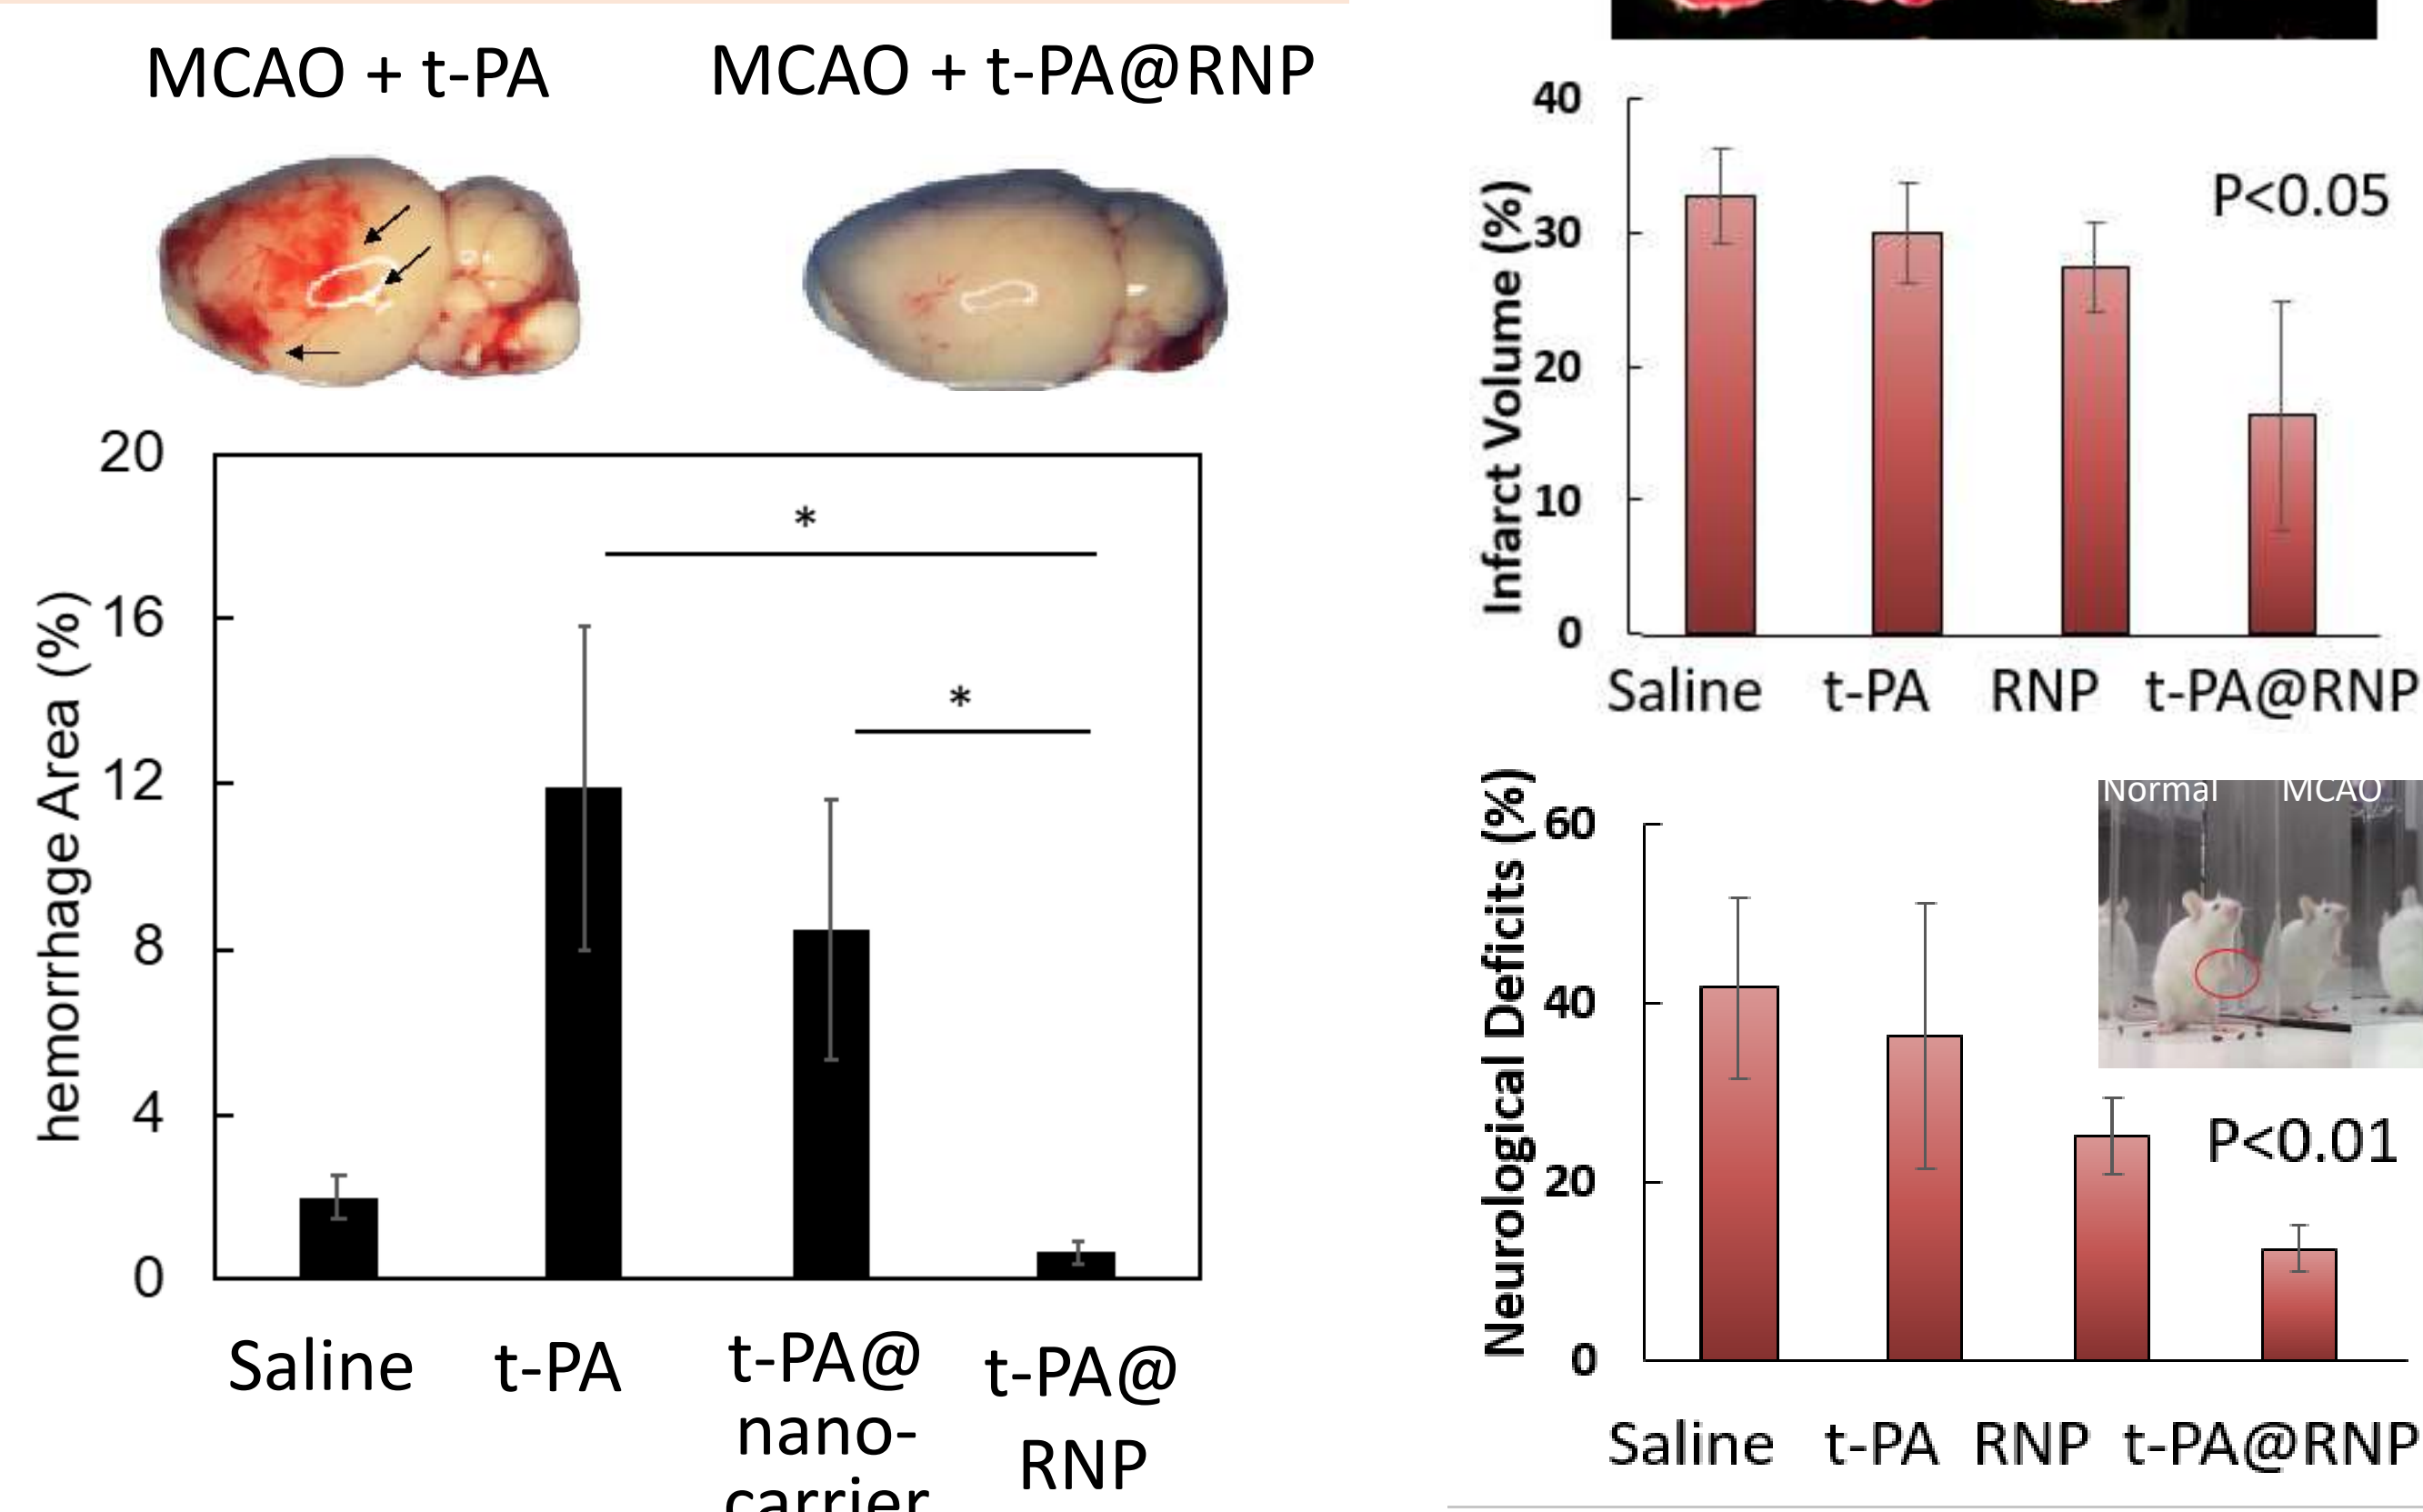 MCAO + t-PA
MCAO + t-PA@RNP
20
16
12
8
4
0
hemorrhage Area (%)
*
*
Saline
t-PA
t-PA@
nano-
carrier
t-PA@
RNP
40
30
20
10
0
Infarct Volume (%)
P<0.05
Saline
t-PA
RNP
t-PA@RNP
60
40
20
0
Neurological Deficits (%)
Normal
MCAO
P<0.01
Saline
t-PA
RNP
t-PA@RNP